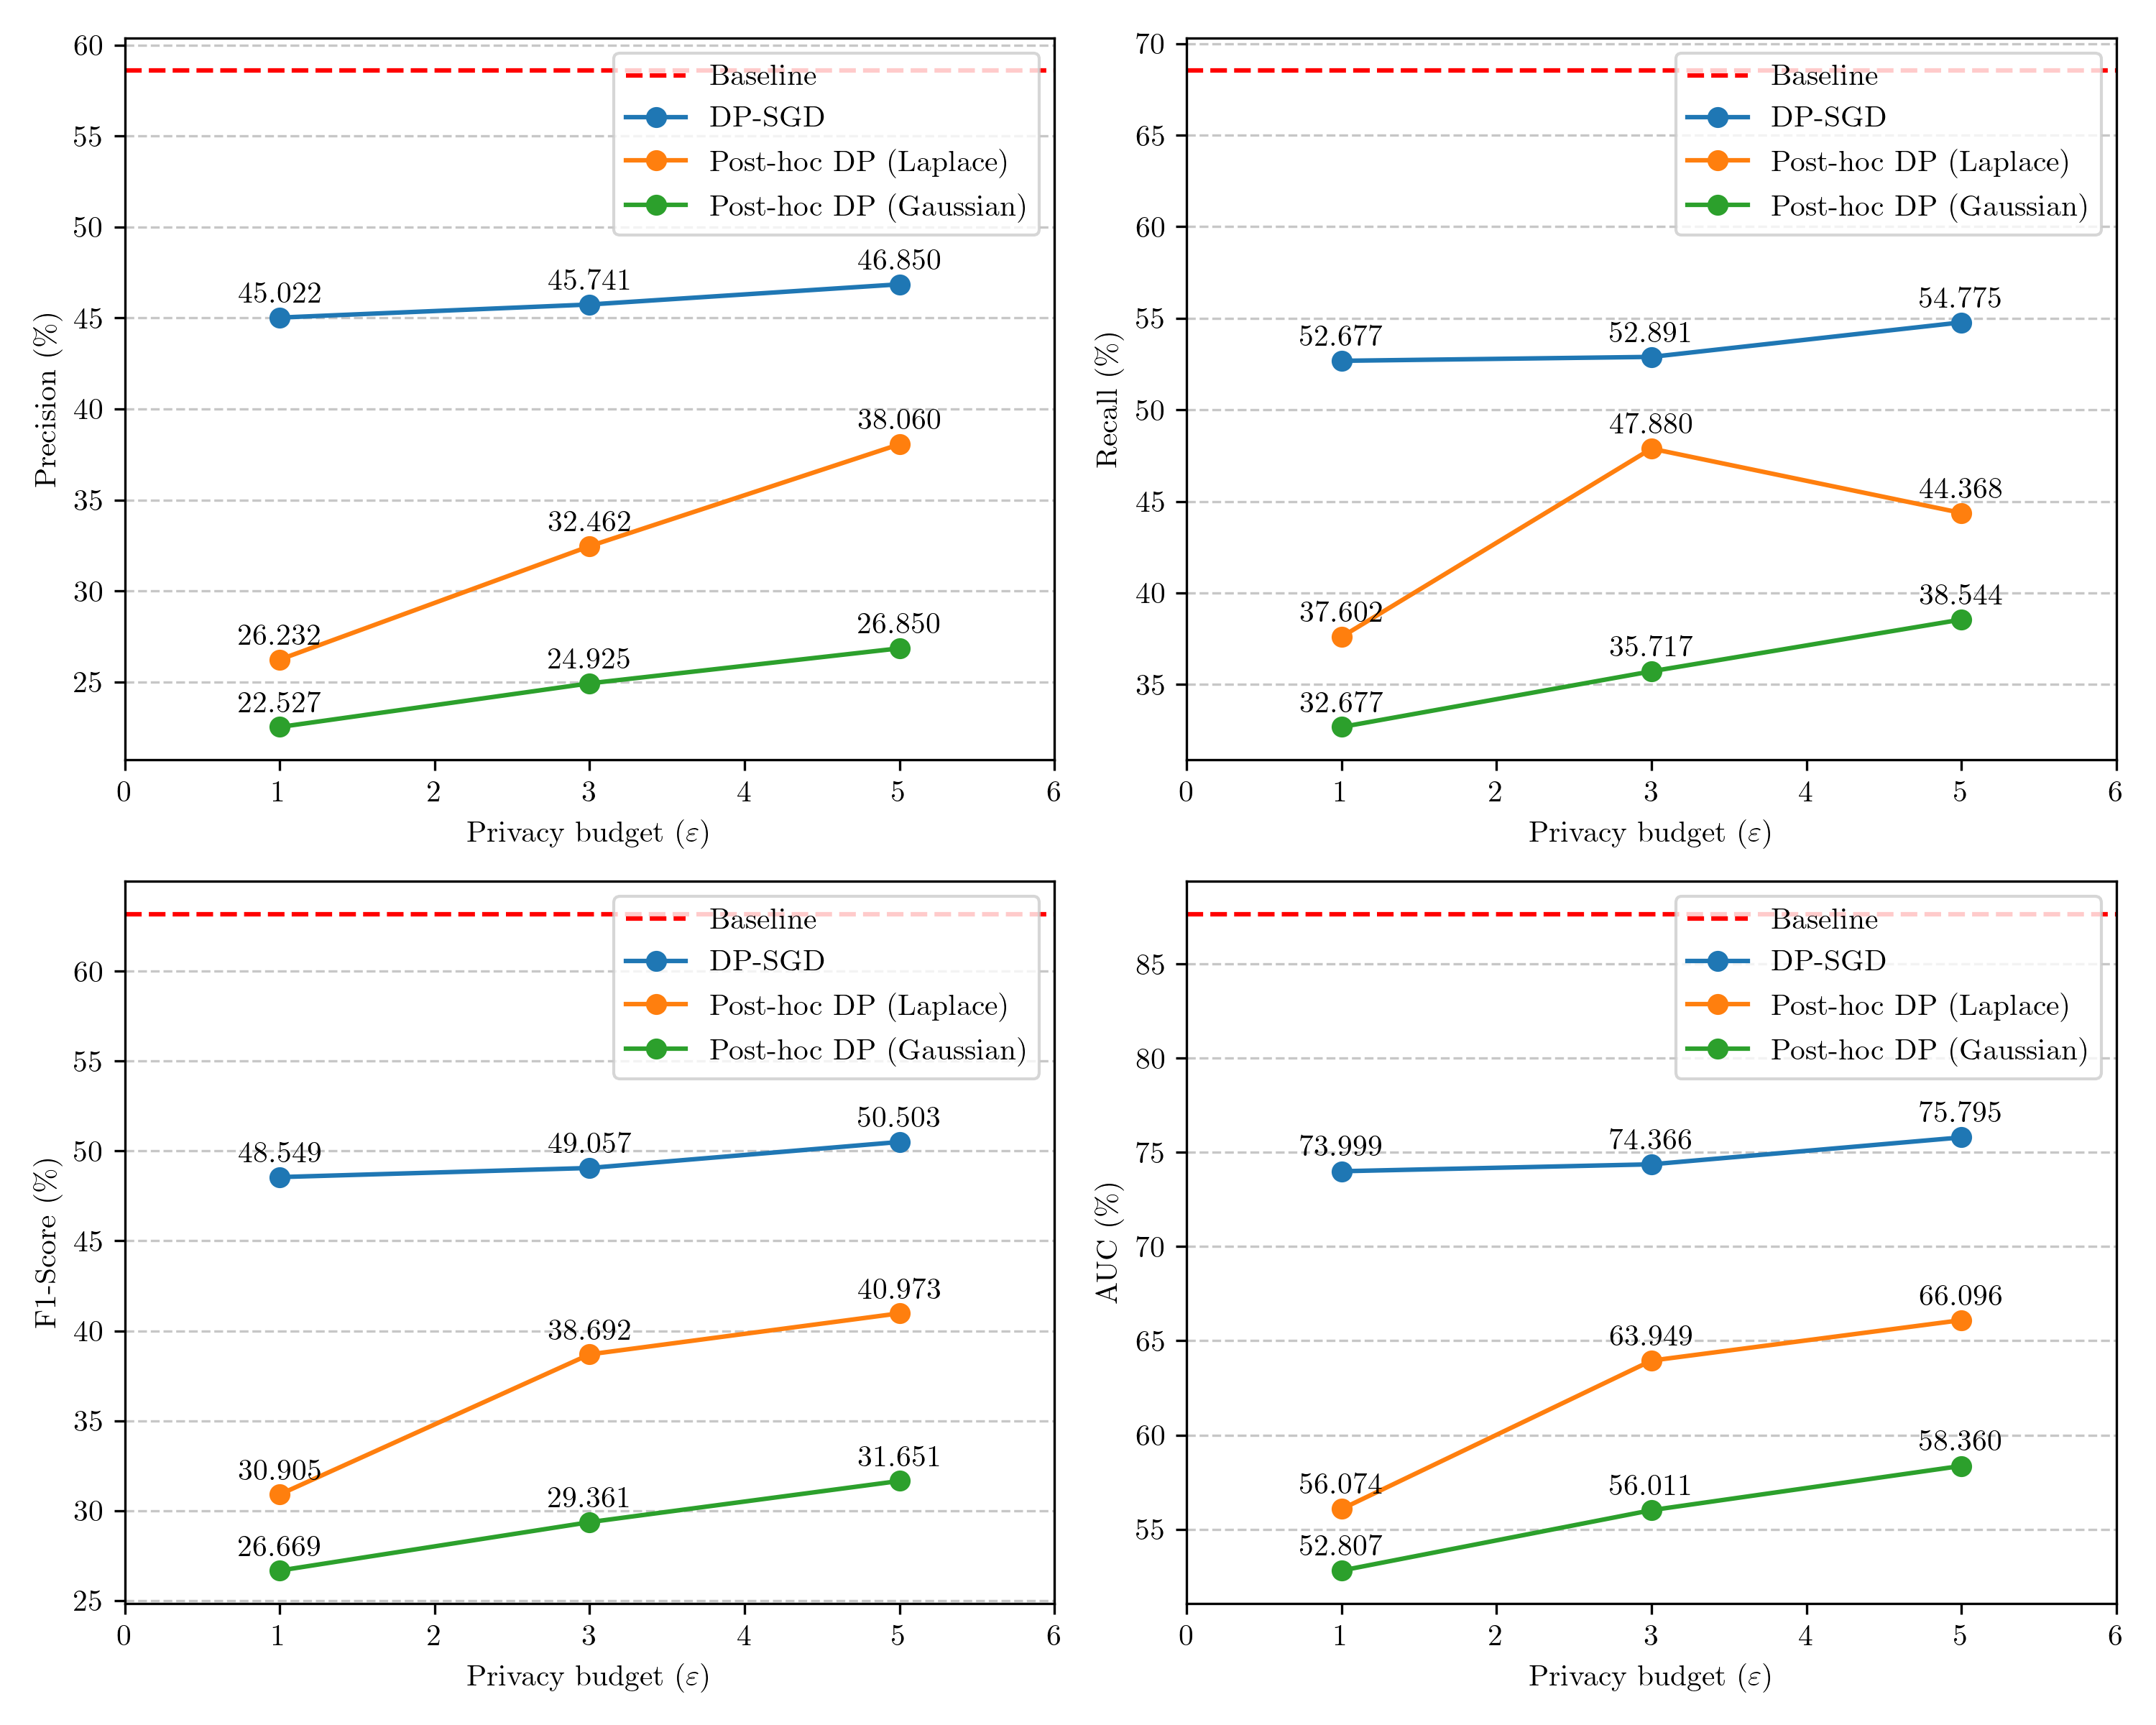 60
55
50
45
40
35
30
25
Precision (%)
Baseline
DP-SGD
Post-hoc DP (Laplace)
Post-hoc DP (Gaussian)
45.022
45.741
46.850
26.232
32.462
38.060
22.527
24.925
26.850
0 1 2 3 4 5 6
Privacy budget (ε)
70
65
60
55
50
45
40
35
Recall (%)
Baseline
DP-SGD
Post-hoc DP (Laplace)
Post-hoc DP (Gaussian)
52.677
52.891
54.775
37.602
47.880
44.368
32.677
35.717
38.544
0 1 2 3 4 5 6
Privacy budget (ε)
60
55
50
45
40
35
30
25
F1-Score (%)
Baseline
DP-SGD
Post-hoc DP (Laplace)
Post-hoc DP (Gaussian)
48.549
49.057
50.503
30.905
38.692
40.973
26.669
29.361
31.651
0 1 2 3 4 5 6
Privacy budget (ε)
85
80
75
70
65
60
55
AUC (%)
Baseline
DP-SGD
Post-hoc DP (Laplace)
Post-hoc DP (Gaussian)
73.999
74.366
75.795
56.074
63.949
66.096
52.807
56.011
58.360
0 1 2 3 4 5 6
Privacy budget (ε)